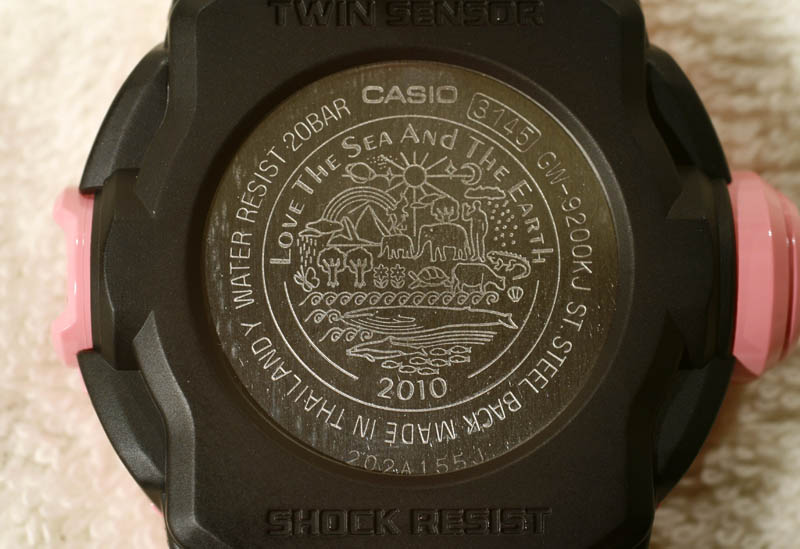 TWIN SENSOR
CASIO
3145 GW-9200KJ ST. STEEL BACK MADE IN THAILAND Y WATER RESIST 20BAR
LOVE THE SEA AND THE EARTH
2010
202A155J
SHOCK RESIST